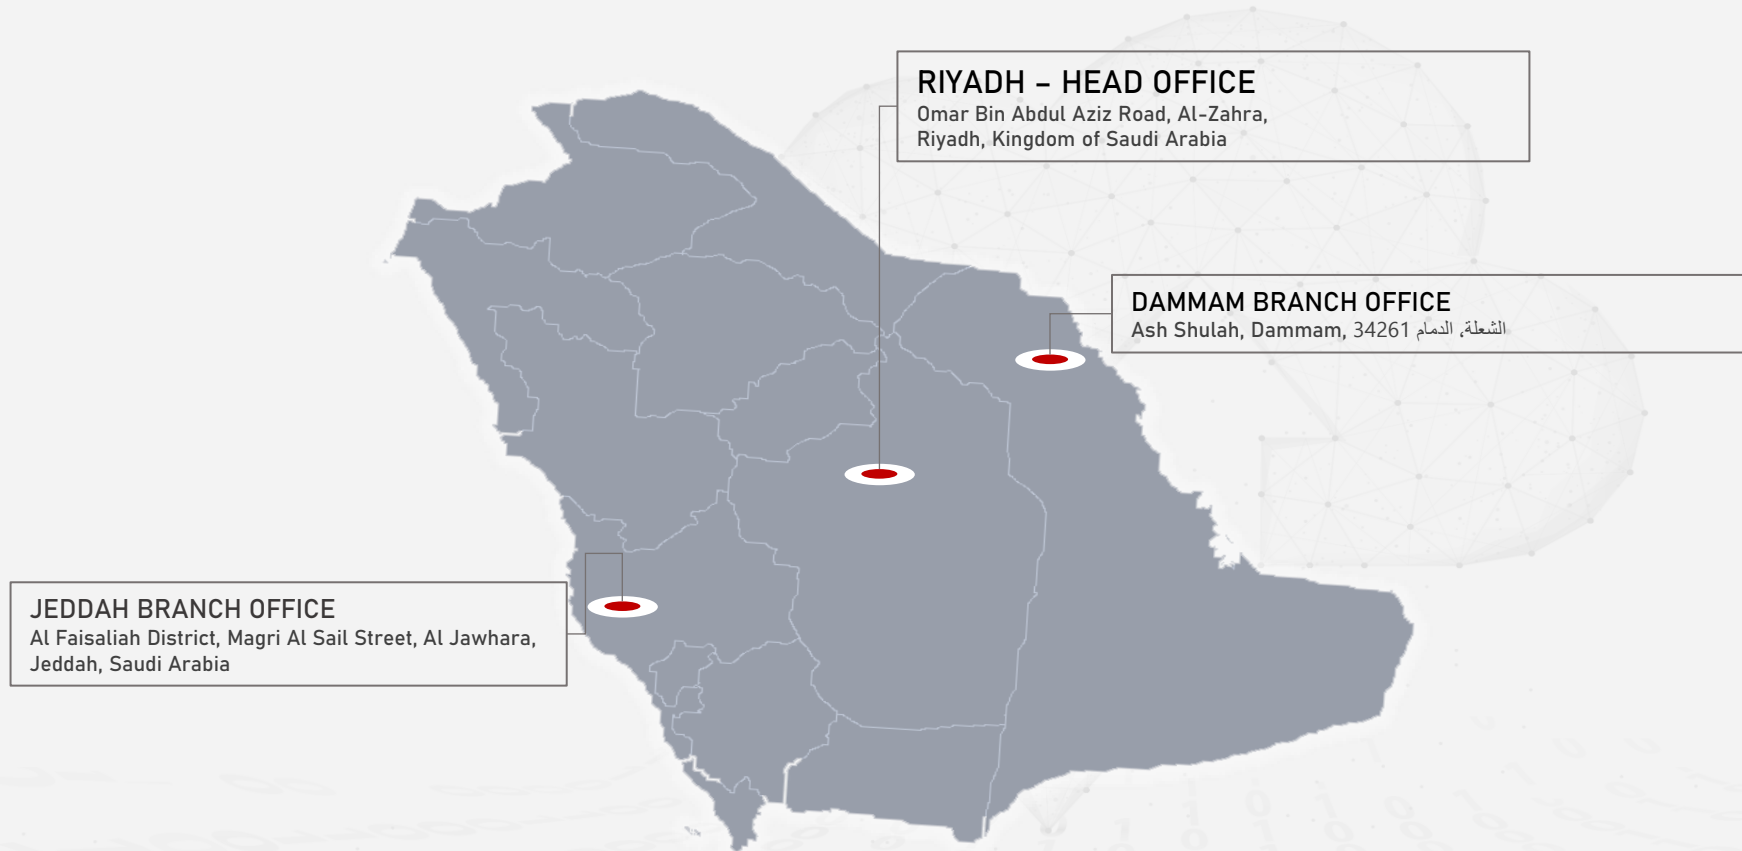 RIYADH – HEAD OFFICE
Omar Bin Abdul Aziz Road, Al-Zahra,
Riyadh, Kingdom of Saudi Arabia
DAMMAM BRANCH OFFICE
Ash Shulah, Dammam, الشعلة، الدمام 34261
JEDDAH BRANCH OFFICE
Al Faisaliah District, Magri Al Sail Street, Al Jawhara,
Jeddah, Saudi Arabia